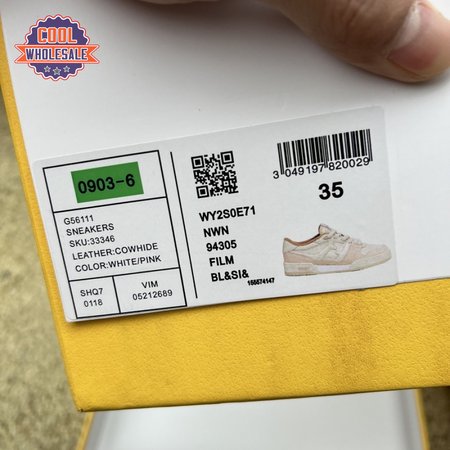 COOL
WHOLESALE
0903-6
G56111
SNEAKERS
SKU:33346
LEATHER:COWHIDE
COLOR:WHITE/PINK
SHQ7
0118
VIM
05212689
WY2S0E71
NWN
94305
FILM
BL&SI&
156574147
3 049197 820029
35